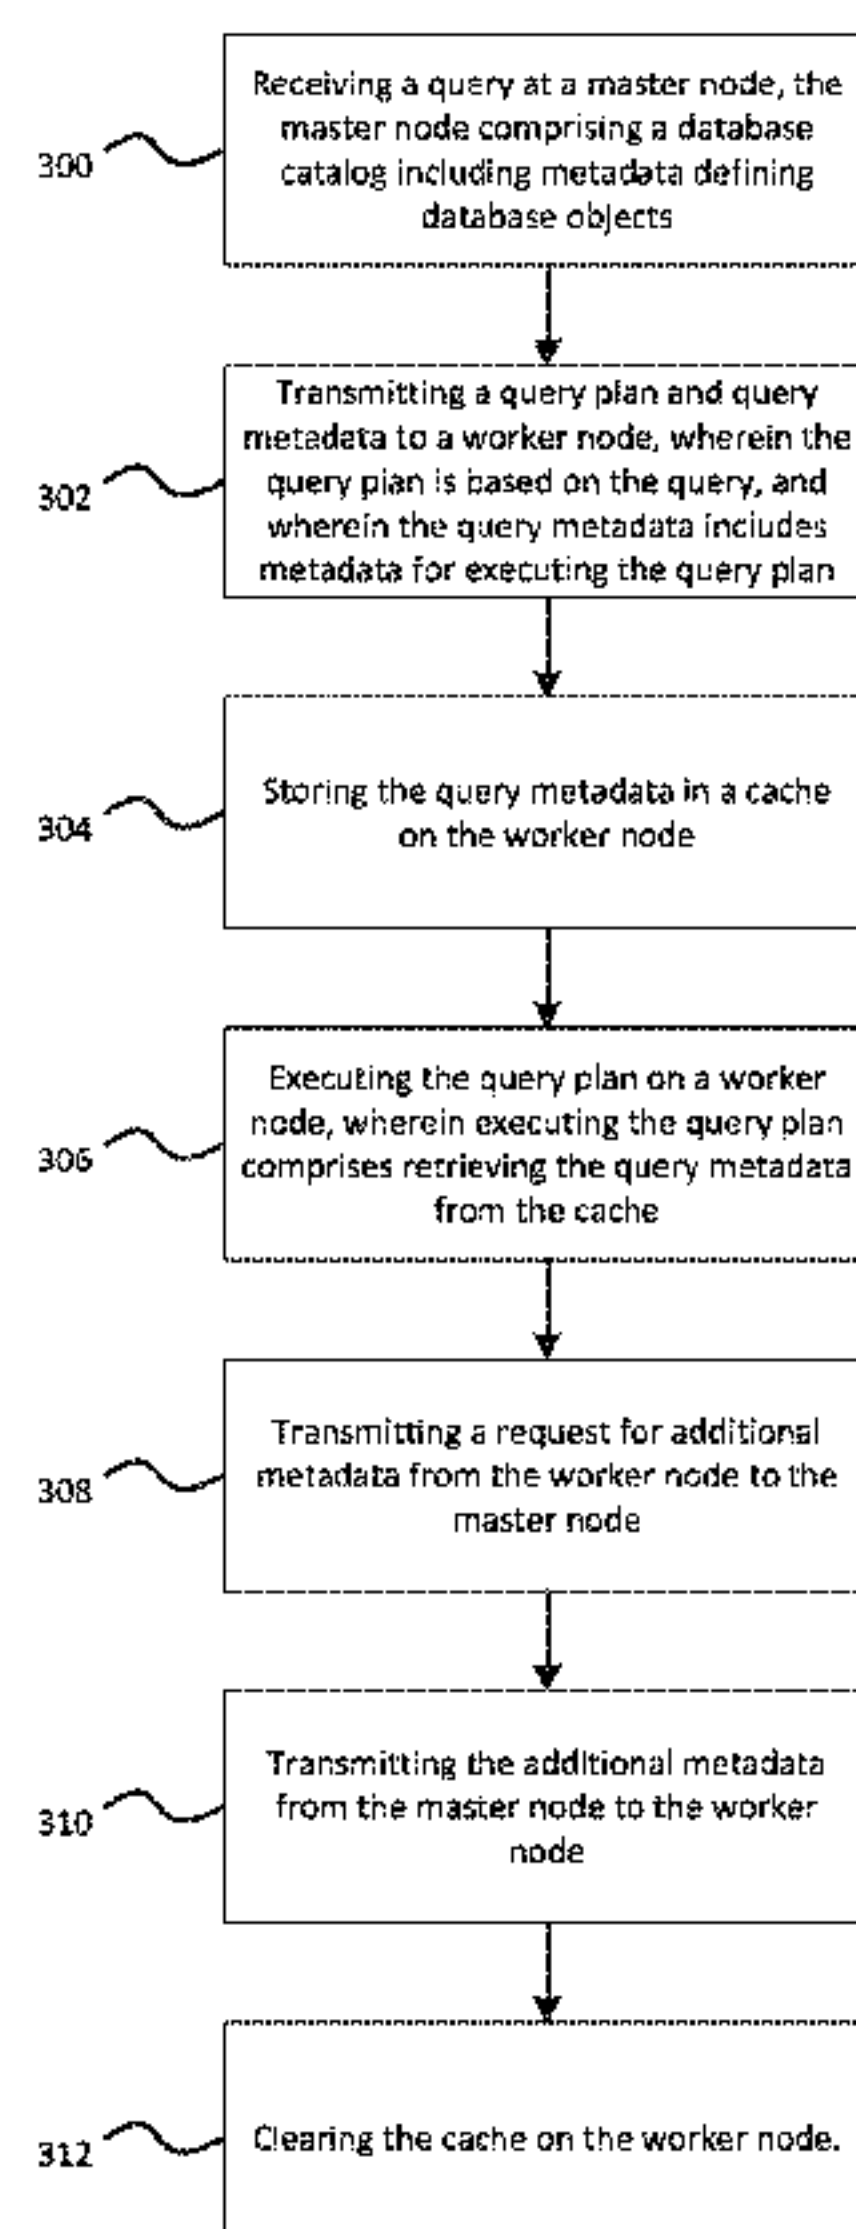 Receiving a query at a master node, the
master node comprising a database
catalog including metadata defining
database objects
300
Transmitting a query plan and query
metadata to a worker node, wherein the
query plan is based on the query, and
wherein the query metadata includes
metadata for executing the query plan
302
Storing the query metadata in a cache
on the worker node
304
Executing the query plan on a worker
node, wherein executing the query plan
comprises retrieving the query metadata
from the cache
306
Transmitting a request for additional
metadata from the worker node to the
master node
308
Transmitting the additional metadata
from the master node to the worker
node
310
Clearing the cache on the worker node.
312